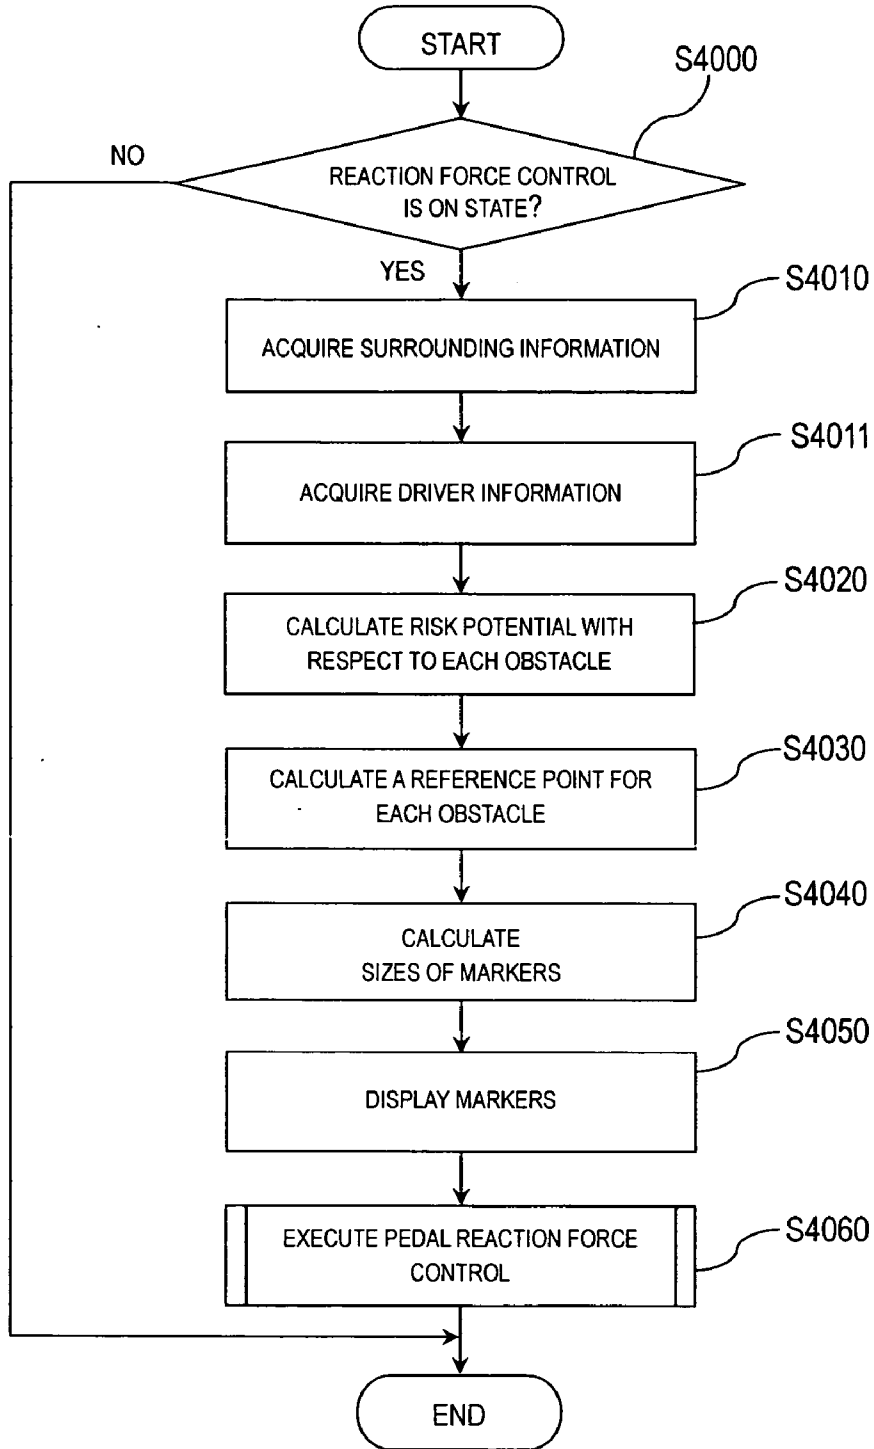 START
S4000
NO
REACTION FORCE CONTROL
IS ON STATE?
YES
S4010
ACQUIRE SURROUNDING INFORMATION
S4011
ACQUIRE DRIVER INFORMATION
S4020
CALCULATE RISK POTENTIAL WITH
RESPECT TO EACH OBSTACLE
S4030
CALCULATE A REFERENCE POINT FOR
EACH OBSTACLE
S4040
CALCULATE
SIZES OF MARKERS
S4050
DISPLAY MARKERS
S4060
EXECUTE PEDAL REACTION FORCE
CONTROL
END